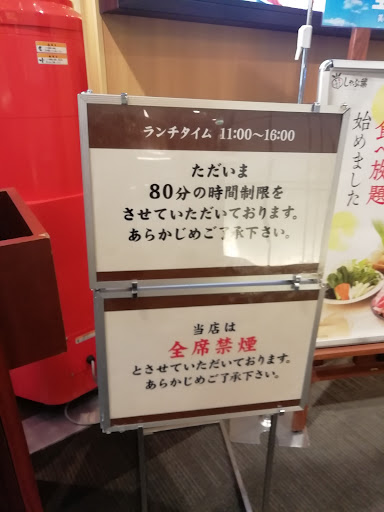 ランチタイム 11:00〜16:00
ただいま
80分の時間制限を
させていただいております。
あらかじめご了承下さい。
当店は
全席禁煙
とさせていただいております。
あらかじめご了承下さい。
しゃぶ葉
食べ放題
始めました